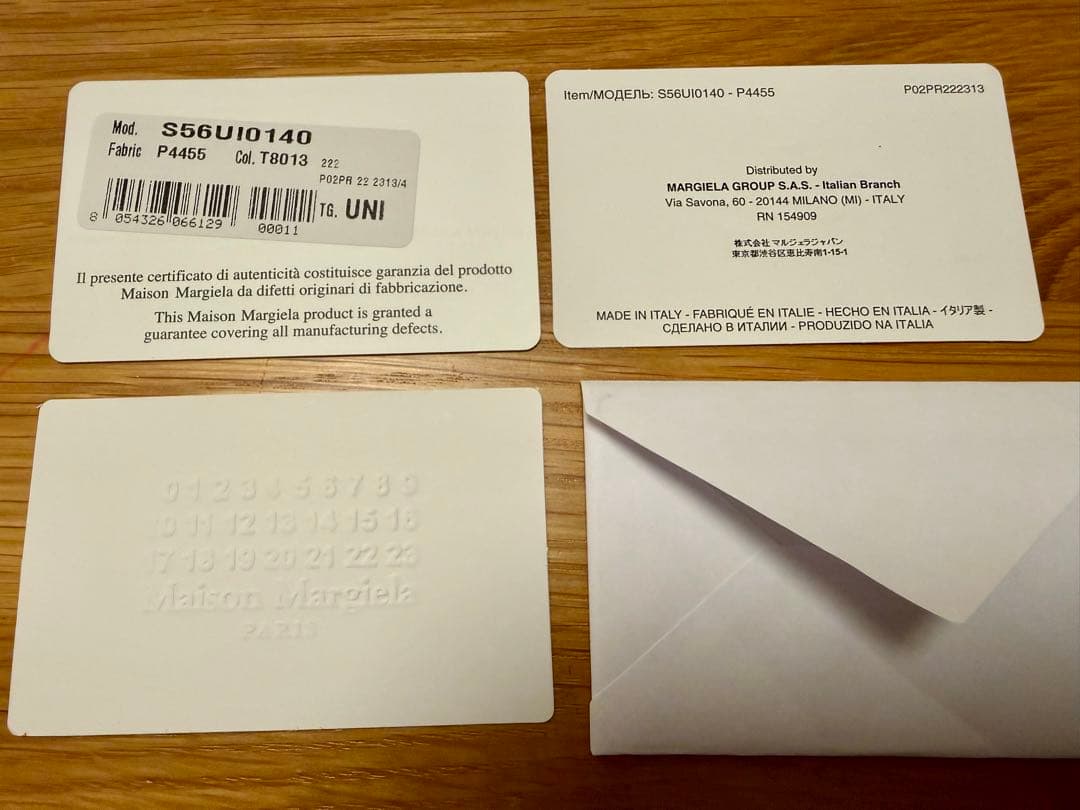 Mod. S56UI0140
Fabric P4455 Col. T8013 222
P02PR 22 2313/4
TG. UNI
8 054326 066129 00011
Il presente certificato di autenticità costituisce garanzia del prodotto
Maison Margiela da difetti originari di fabbricazione.
This Maison Margiela product is granted a
guarantee covering all manufacturing defects.
Item/МОДЕЛЬ: S56UI0140 - P4455 P02PR222313
Distributed by
MARGIELA GROUP S.A.S. - Italian Branch
Via Savona, 60 - 20144 MILANO (MI) - ITALY
RN 154909
株式会社 マルジェラジャパン
東京都渋谷区恵比寿南1-15-1
MADE IN ITALY - FABRIQUÉ EN ITALIE - HECHO EN ITALIA - イタリア製 -
СДЕЛАНО В ИТАЛИИ - PRODUZIDO NA ITALIA
0 1 2 3 4 5 6 7 8 9
10 11 12 13 14 15 16
17 18 19 20 21 22 23
Maison Margiela
PARIS